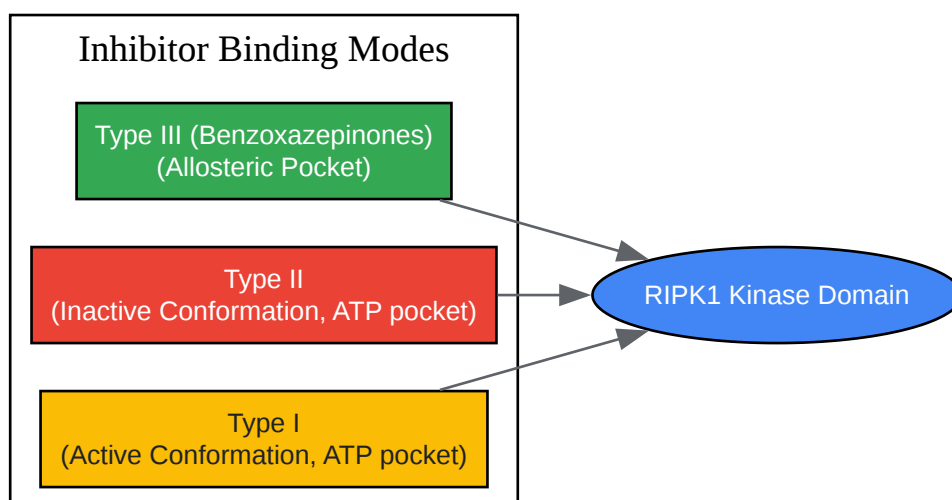 Inhibitor Binding Modes
Type III (Benzoxazepinones)
(Allosteric Pocket)
Type II
(Inactive Conformation, ATP pocket)
RIPK1 Kinase Domain
Type I
(Active Conformation, ATP pocket)